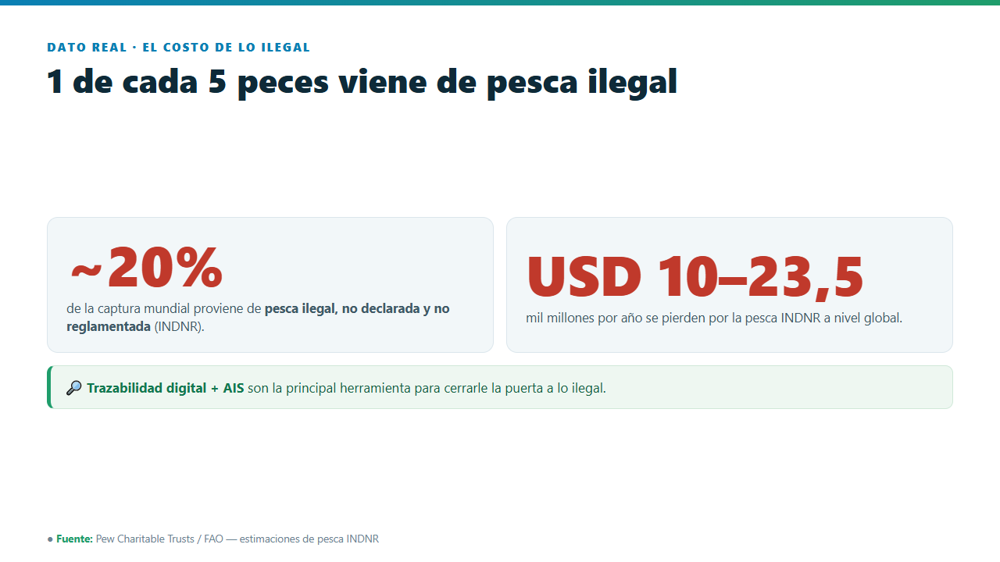 DATO REAL · EL COSTO DE LO ILEGAL
1 de cada 5 peces viene de pesca ilegal
~20%
de la captura mundial proviene de pesca ilegal, no declarada y no
reglamentada (INDNR).
USD 10–23,5
mil millones por año se pierden por la pesca INDNR a nivel global.
🔎 Trazabilidad digital + AIS son la principal herramienta para cerrarle la puerta a lo ilegal.
● Fuente: Pew Charitable Trusts / FAO — estimaciones de pesca INDNR